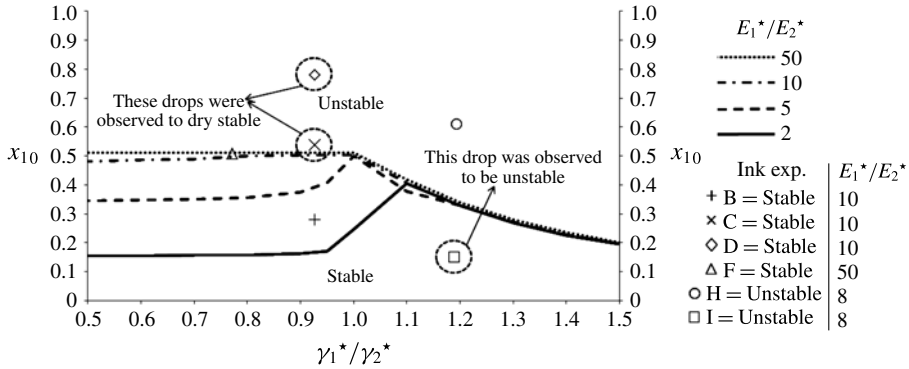 1.0 1.0 E₁*/E₂*
0.9 0.9 50
0.8 0.8 10
0.7 These drops were observed to dry stable Unstable 0.7 5
0.6 0.6 2
x₁₀ 0.5 This drop was observed to be unstable 0.5 x₁₀
0.4 0.4 Ink exp. E₁*/E₂*
0.3 0.3 B = Stable 10
0.2 0.2 C = Stable 10
0.1 Stable 0.1 D = Stable 10
0 0 F = Stable 50
H = Unstable 8
I = Unstable 8
0.5 0.6 0.7 0.8 0.9 1.0 1.1 1.2 1.3 1.4 1.5
γ₁*/γ₂*